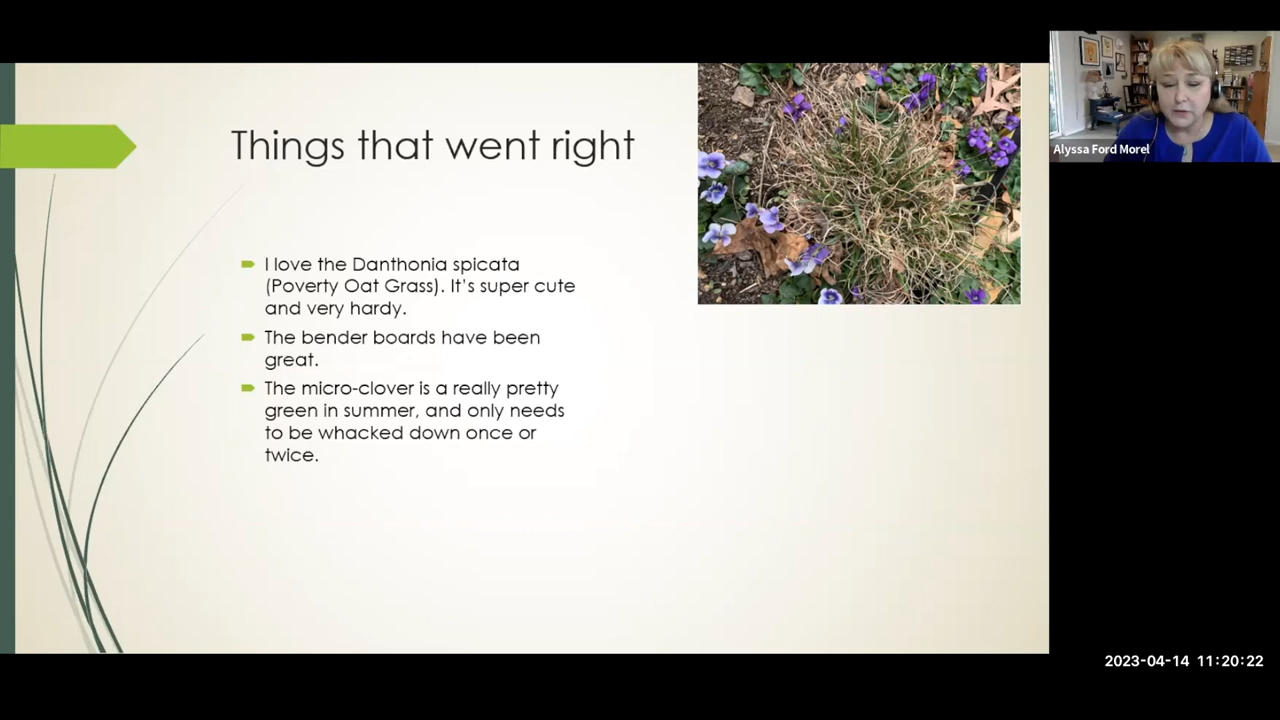 Things that went right
I love the Danthonia spicata
(Poverty Oat Grass). It's super cute
and very hardy.
The bender boards have been
great.
The micro-clover is a really pretty
green in summer, and only needs
to be whacked down once or
twice.
Alyssa Ford Morel
2023-04-14 11:20:22